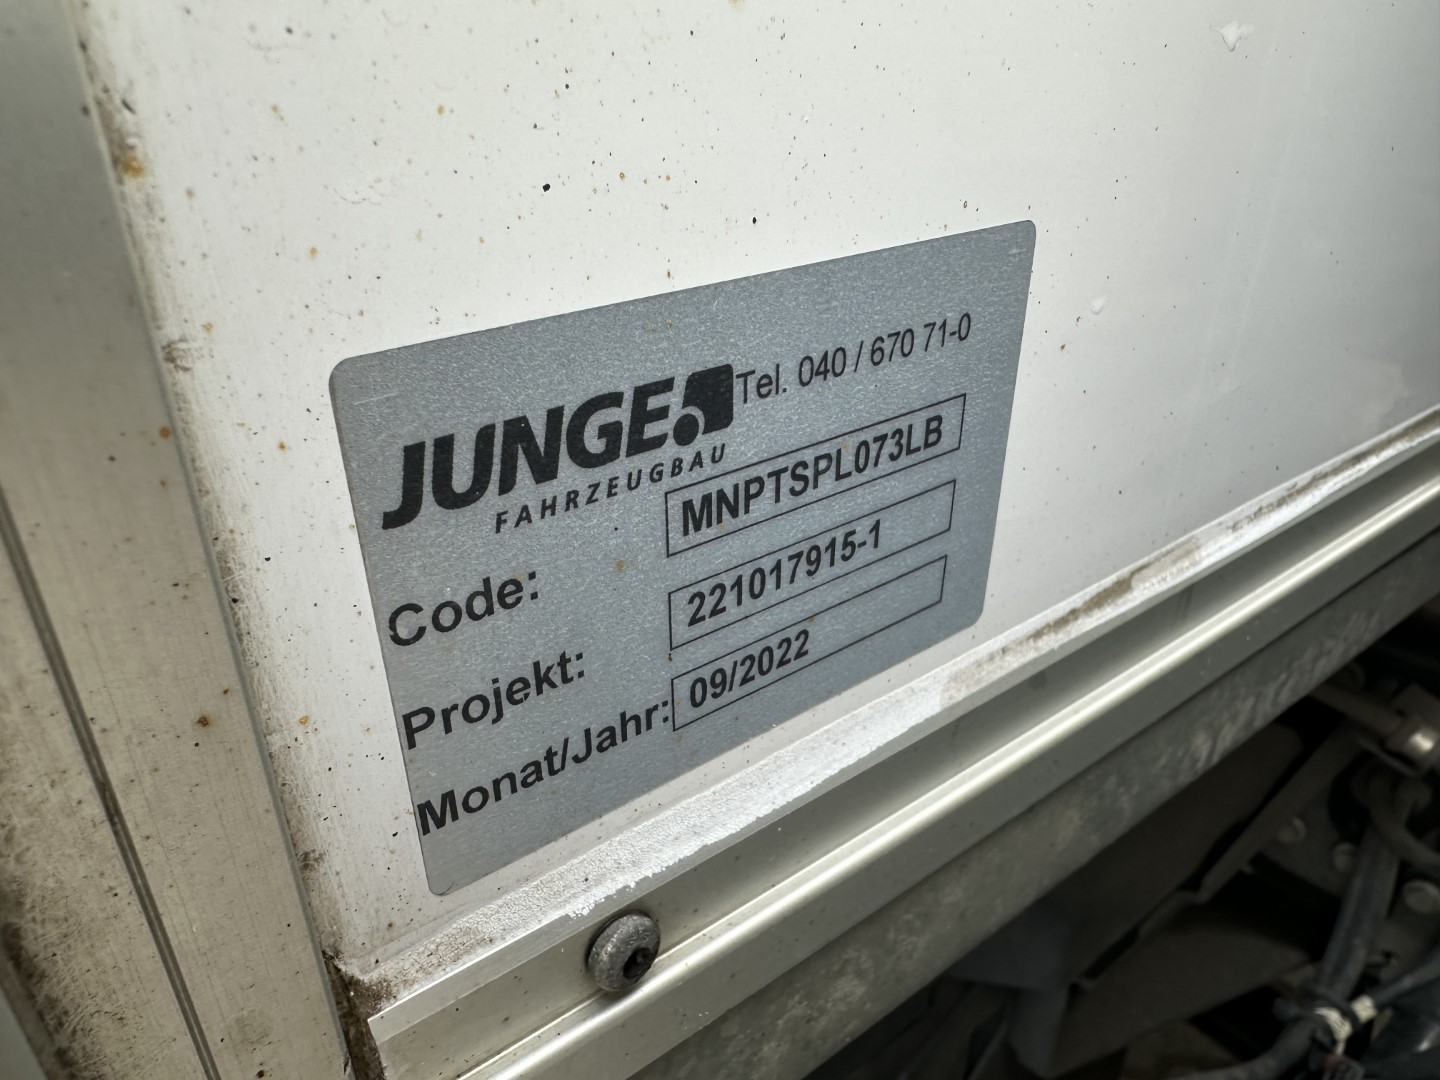 JUNGE Tel. 040 / 670 71-0
FAHRZEUGBAU
Code: MNPTSPL073LB
Projekt: 221017915-1
Monat/Jahr: 09/2022